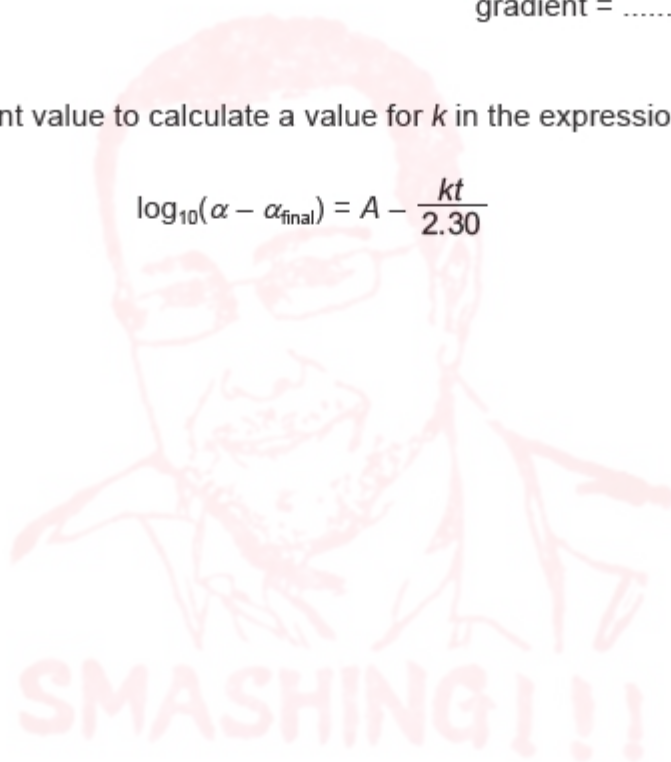 gradient = ......
nt value to calculate a value for k in the expressio
log₁₀(α – α_final) = A – kt/2.30
SMASHING!!!